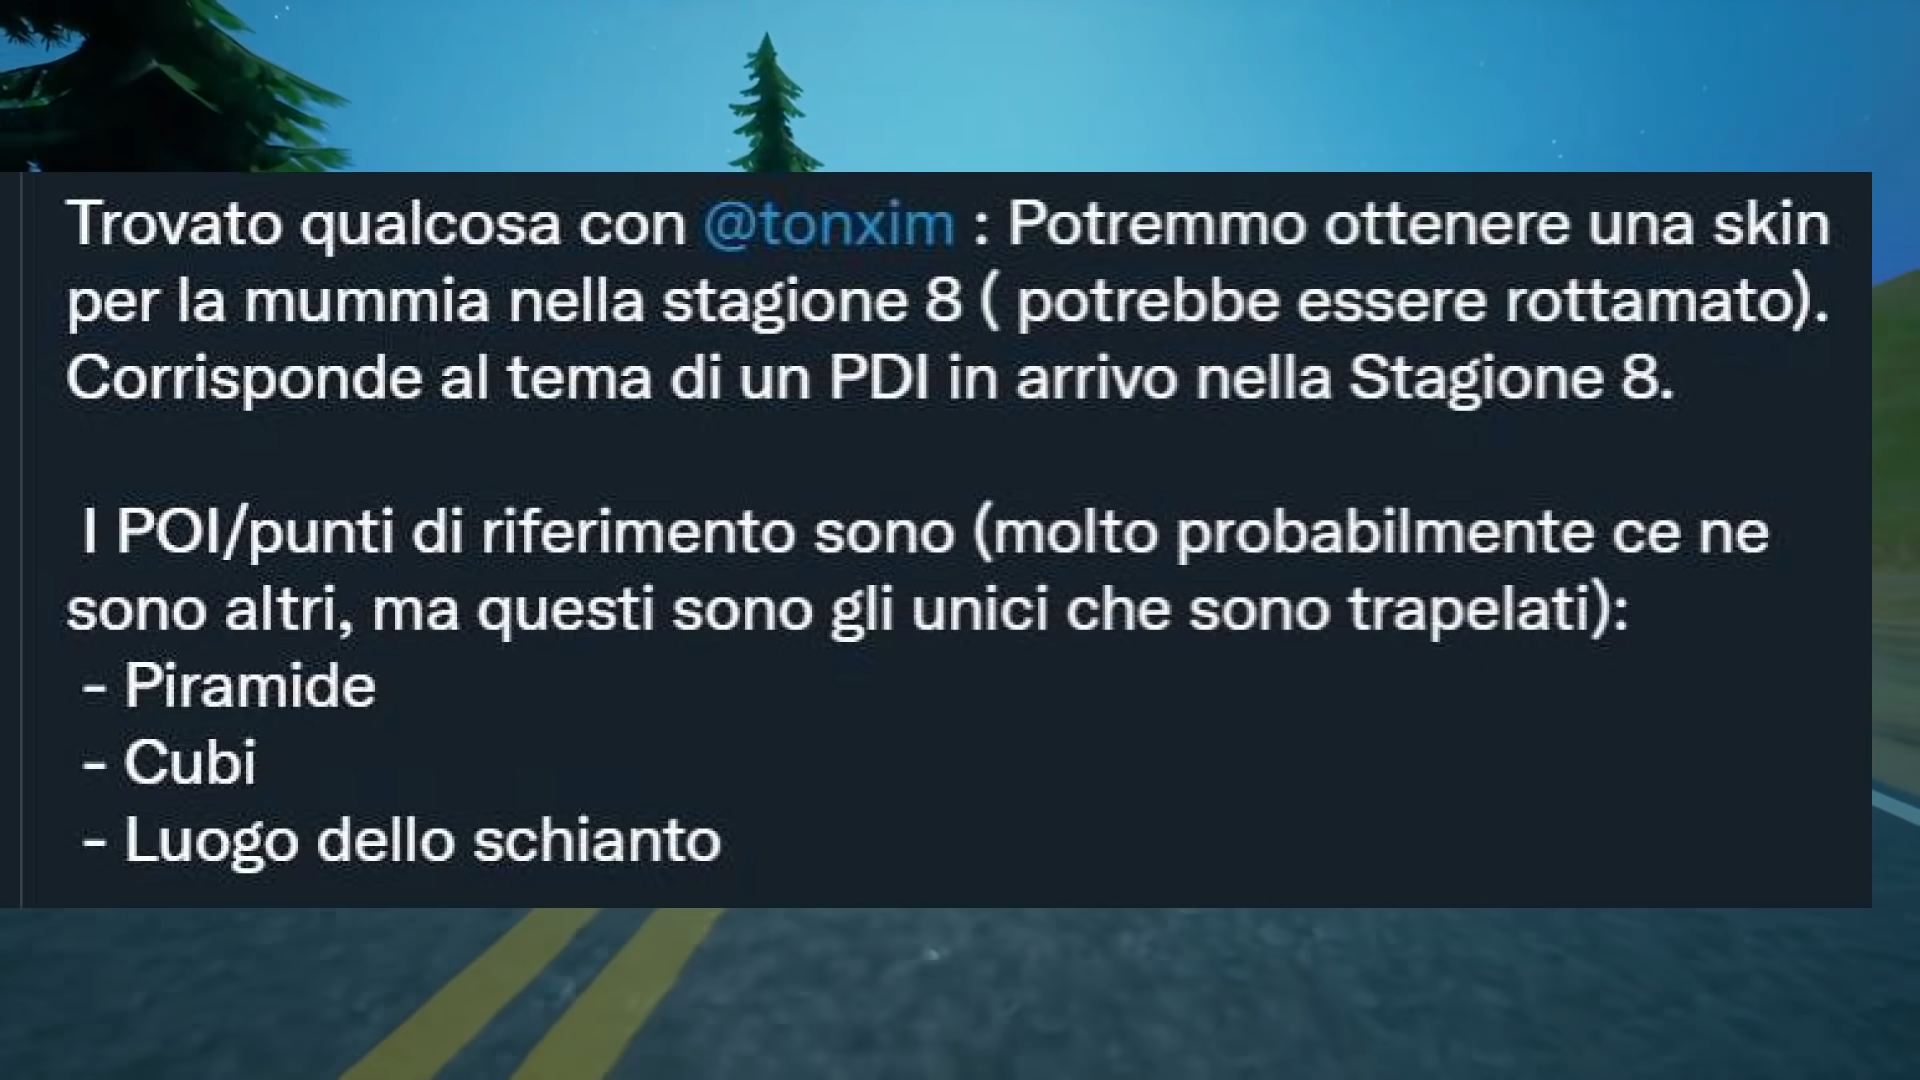 Trovato qualcosa con @tonxim : Potremmo ottenere una skin
per la mummia nella stagione 8 ( potrebbe essere rottamato).
Corrisponde al tema di un PDI in arrivo nella Stagione 8.
I POI/punti di riferimento sono (molto probabilmente ce ne
sono altri, ma questi sono gli unici che sono trapelati):
- Piramide
- Cubi
- Luogo dello schianto